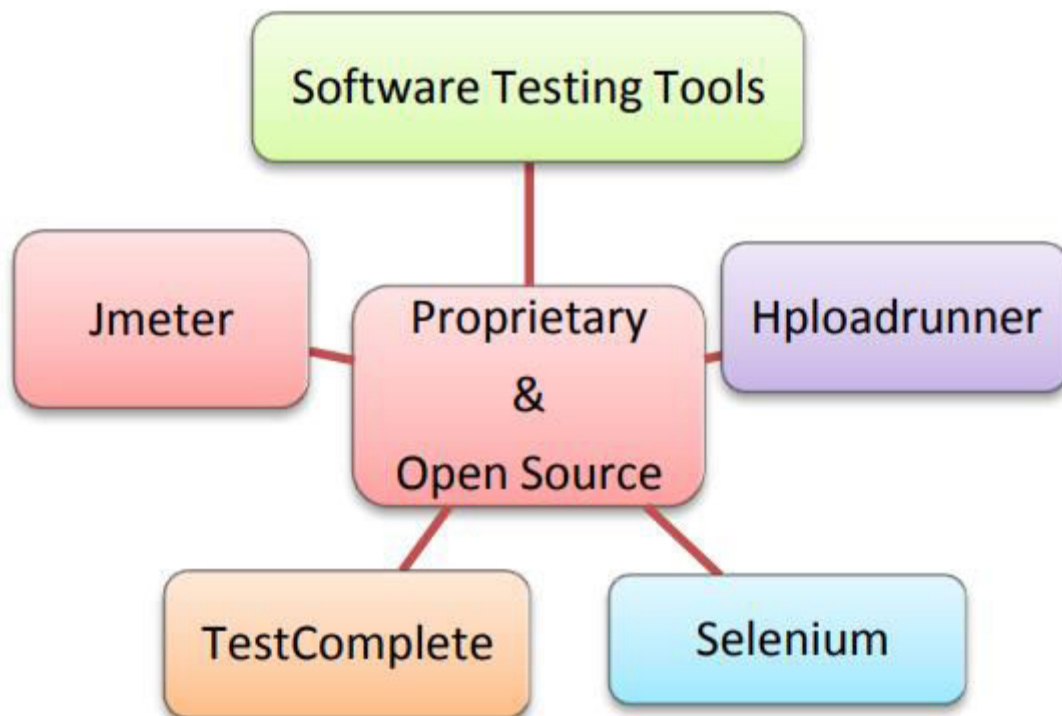 Software Testing Tools
Jmeter
Proprietary
&
Open Source
Hploadrunner
TestComplete
Selenium